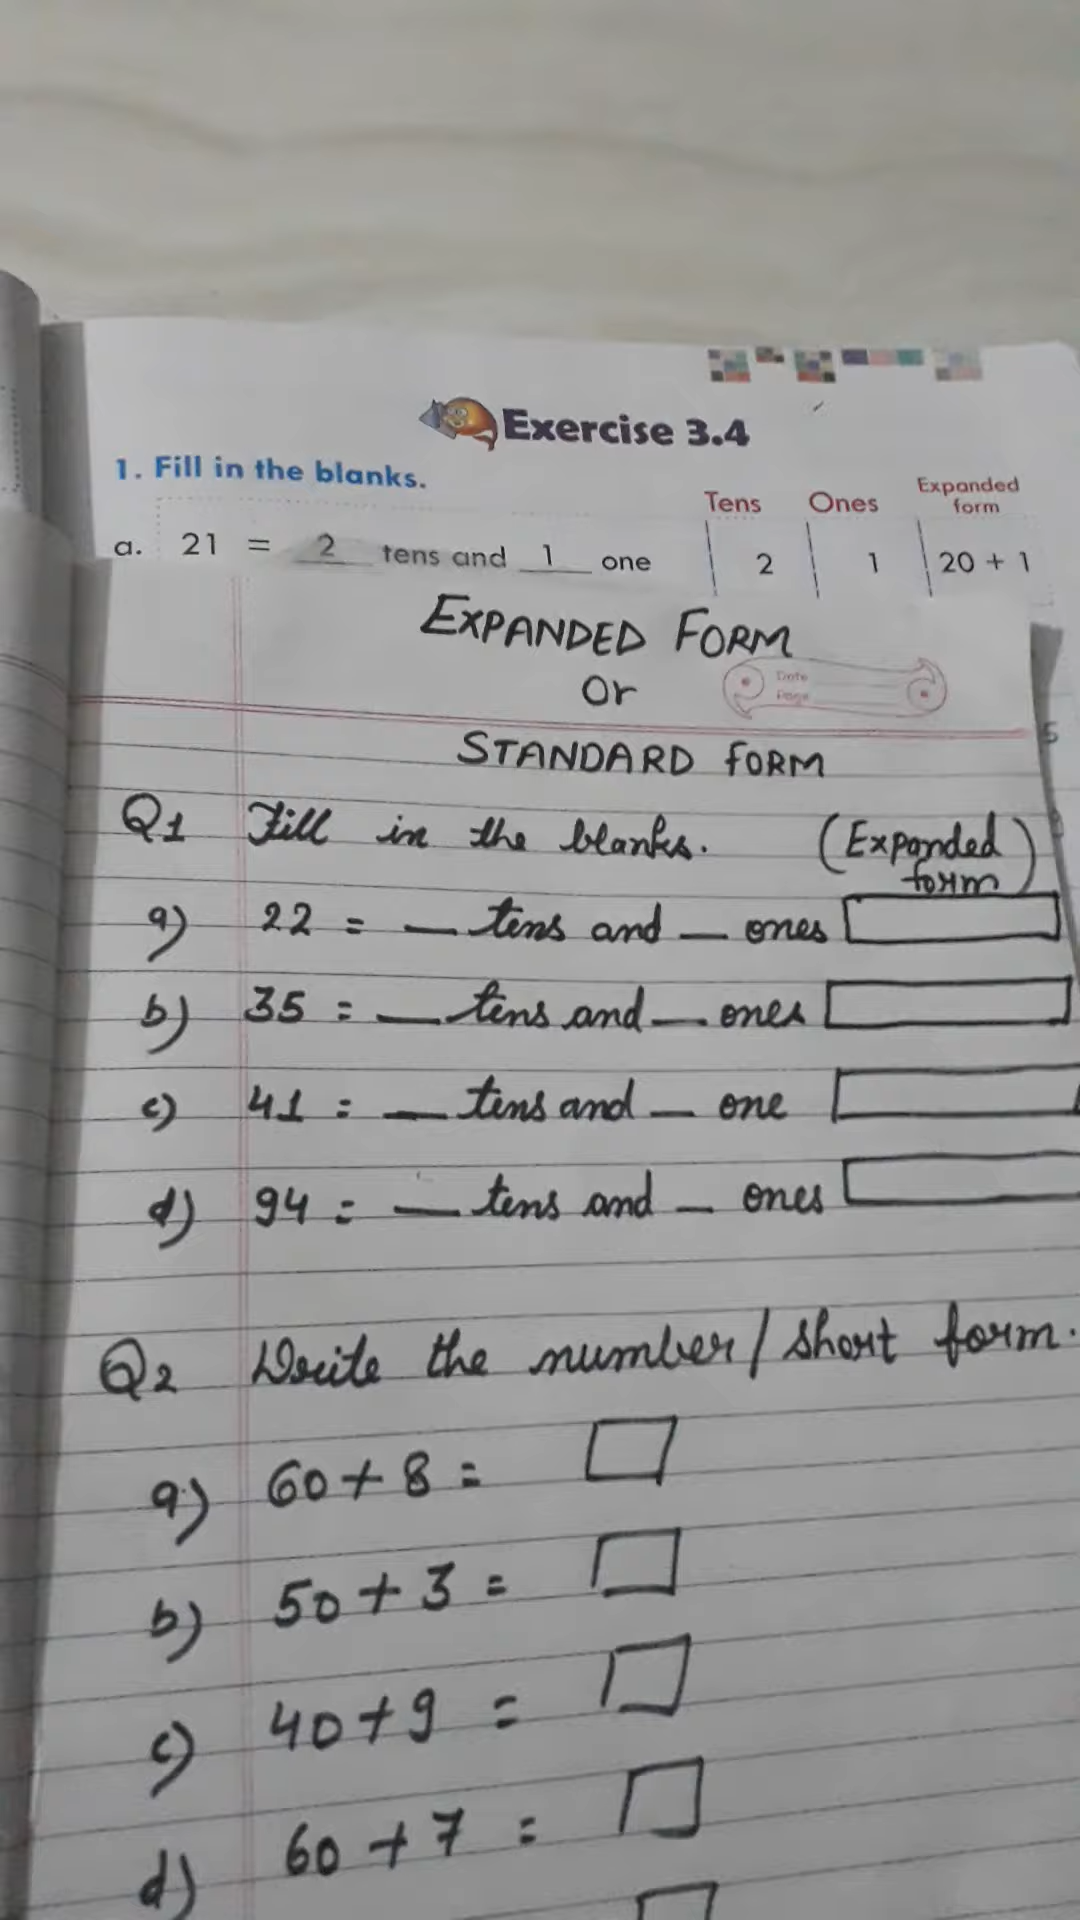 Exercise 3.4
1. Fill in the blanks.
Tens Ones Expanded form
a. 21 = 2 tens and 1 one 2 1 20 + 1
EXPANDED FORM
Or
Date
Page
STANDARD FORM
5
Q1 Fill in the blanks. (Expanded form)
a) 22 = _ tens and _ ones
b) 35 = _ tens and _ ones
c) 41 = _ tens and _ one
d) 94 = _ tens and _ ones
Q2 Write the number/short form.
a) 60 + 8 =
b) 50 + 3 =
c) 40 + 9 =
d) 60 + 7 =